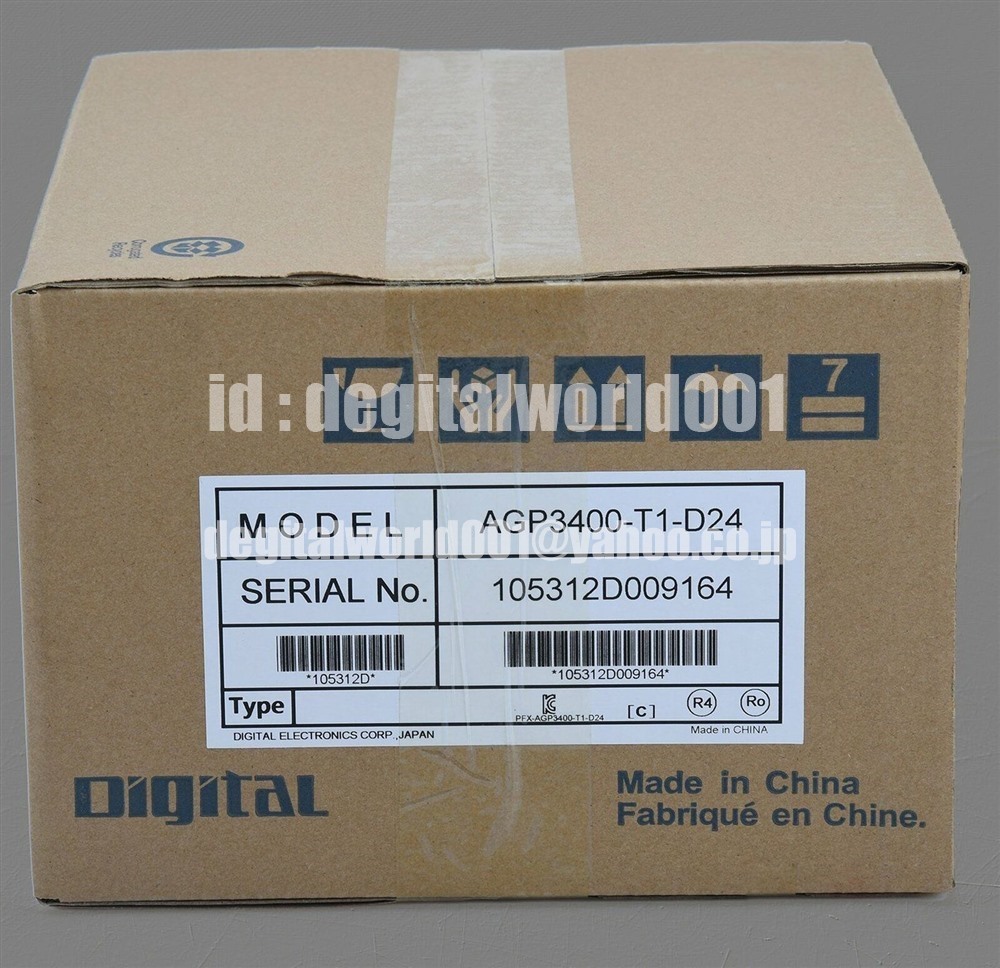 7
id : degitalworld001
MODEL AGP3400-T1-D24
degitalworld001@yahoo.co.jp
SERIAL No. 105312D009164
*105312D* *105312D009164*
Type PFX-AGP3400-T1-D24 [C] R4 Ro
DIGITAL ELECTRONICS CORP.,JAPAN Made in CHINA
Digital
Made in China
Fabriqué en Chine.